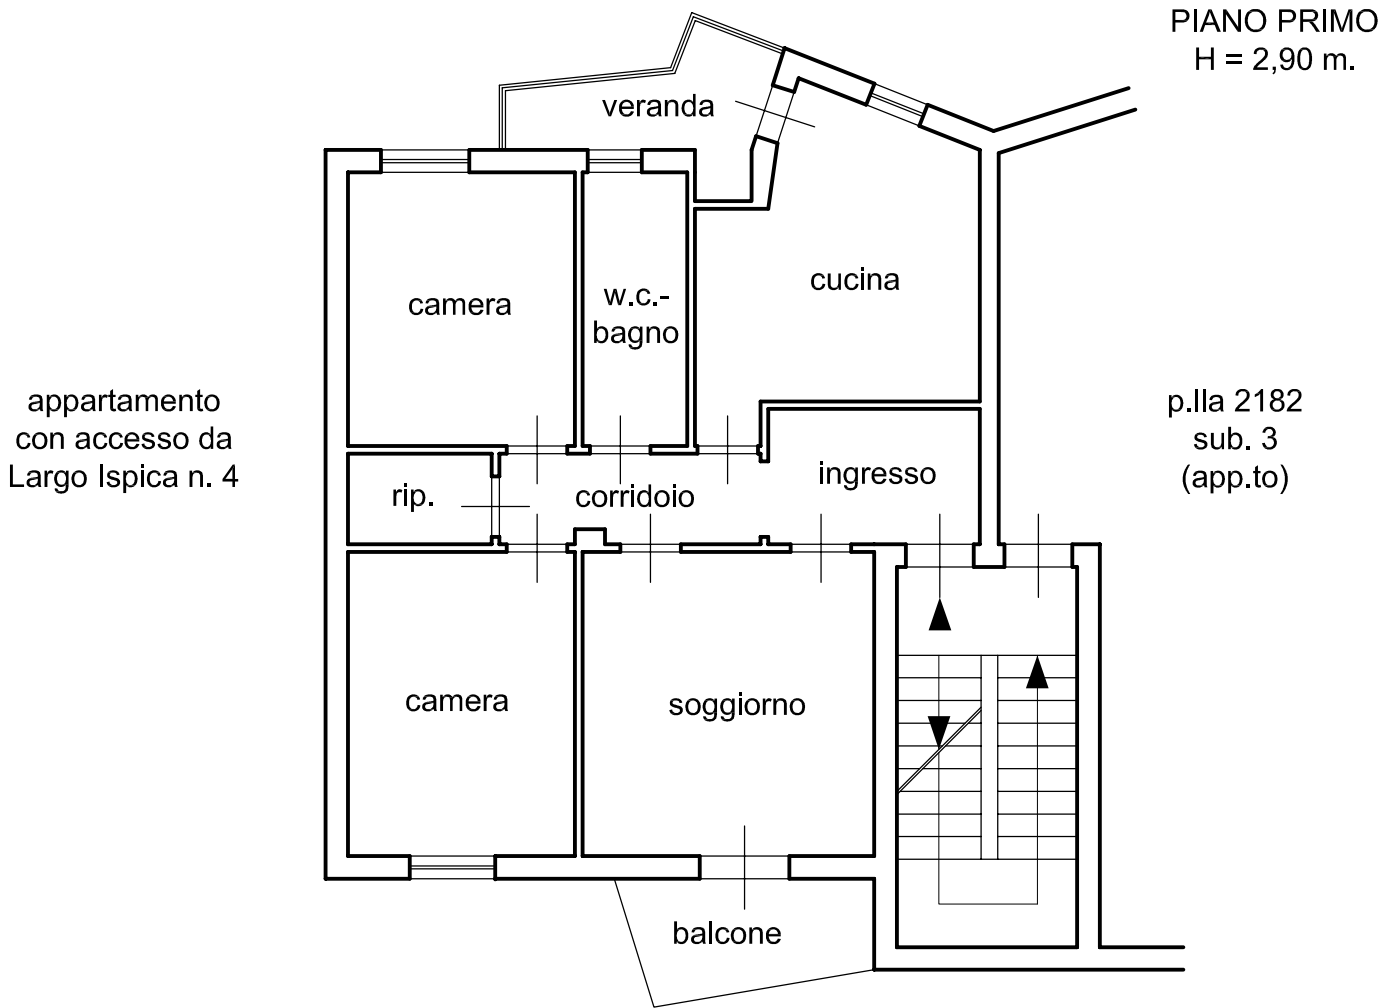 PIANO PRIMO
H = 2,90 m.
veranda
cucina
camera
w.c.-
bagno
appartamento
con accesso da
Largo Ispica n. 4
p.lla 2182
sub. 3
(app.to)
rip.
corridoio
ingresso
camera
soggiorno
balcone